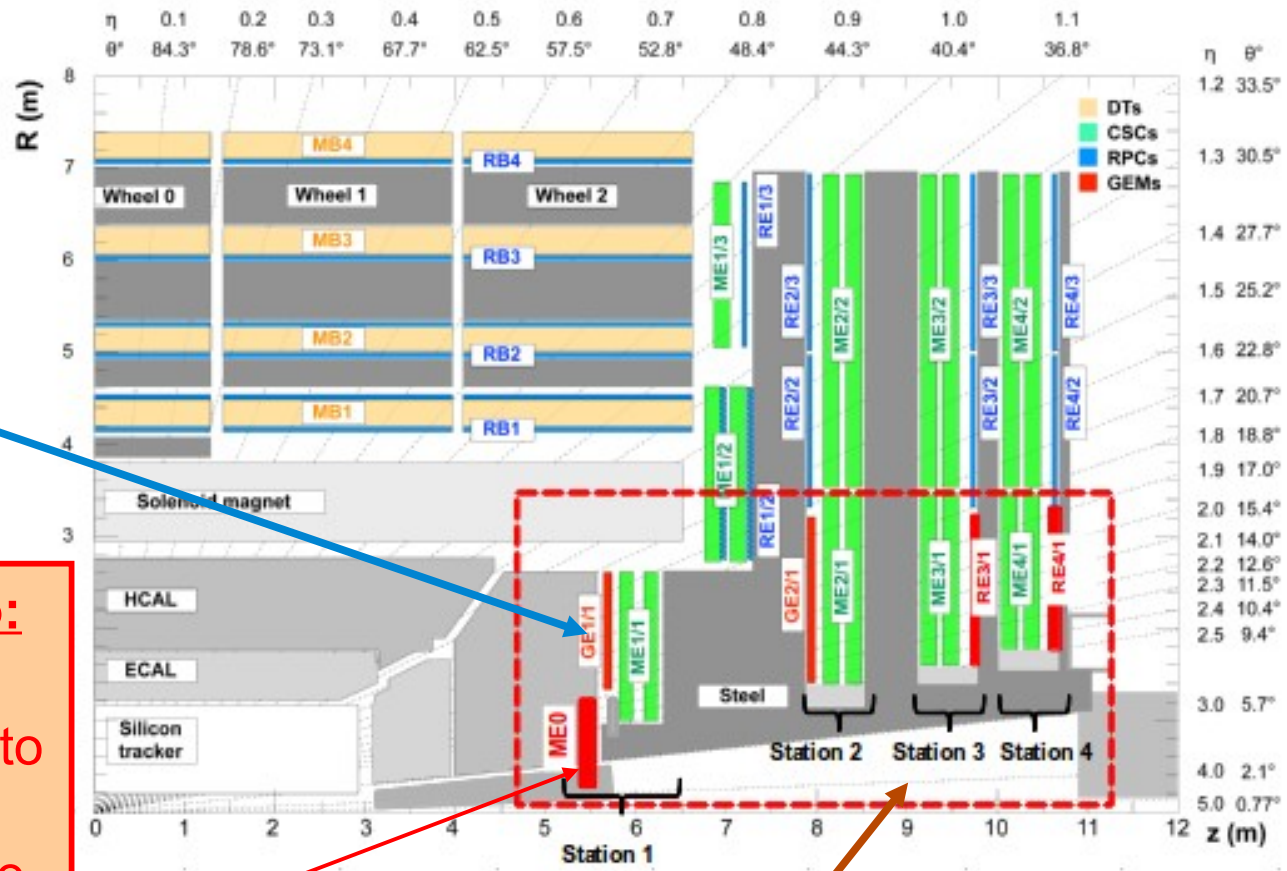 η 0.1 0.2 0.3 0.4 0.5 0.6 0.7 0.8 0.9 1.0 1.1
θ° 84.3° 78.6° 73.1° 67.7° 62.5° 57.5° 52.8° 48.4° 44.3° 40.4° 36.8°
η θ°
R (m)
8
7
6
5
4
3
1.2 33.5°
1.3 30.5°
1.4 27.7°
1.5 25.2°
1.6 22.8°
1.7 20.7°
1.8 18.8°
1.9 17.0°
2.0 15.4°
2.1 14.0°
2.2 12.6°
2.3 11.5°
2.4 10.4°
2.5 9.4°
3.0 5.7°
4.0 2.1°
5.0 0.77°
DTs
CSCs
RPCs
GEMs
MB4
RB4
Wheel 0
Wheel 1
Wheel 2
MB3
RB3
MB2
RB2
MB1
RB1
Solenoid magnet
HCAL
ECAL
Silicon
tracker
Steel
ME1/3
RE1/3
ME1/2
RE1/2
GE1/1
ME1/1
ME0
RE2/3
RE2/2
GE2/1
ME2/2
ME2/1
ME3/2
ME3/1
RE3/3
RE3/2
RE3/1
ME4/2
ME4/1
RE4/3
RE4/2
RE4/1
Station 2
Station 3
Station 4
Station 1
0 1 2 3 4 5 6 7 8 9 10 11 12 z (m)
to